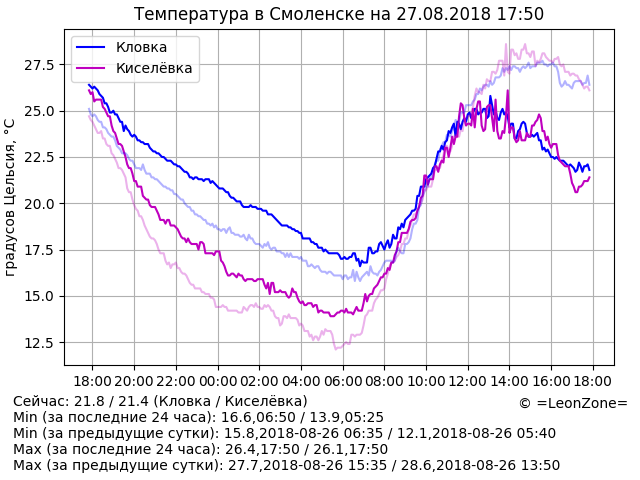 Температура в Смоленске на 27.08.2018 17:50
Кловка
Киселёвка
градусов Цельсия, °C
27.5
25.0
22.5
20.0
17.5
15.0
12.5
18:00 20:00 22:00 00:00 02:00 04:00 06:00 08:00 10:00 12:00 14:00 16:00 18:00
Сейчас: 21.8 / 21.4 (Кловка / Киселёвка)
© =LeonZone=
Min (за последние 24 часа): 16.6,06:50 / 13.9,05:25
Min (за предыдущие сутки): 15.8,2018-08-26 06:35 / 12.1,2018-08-26 05:40
Max (за последние 24 часа): 26.4,17:50 / 26.1,17:50
Max (за предыдущие сутки): 27.7,2018-08-26 15:35 / 28.6,2018-08-26 13:50